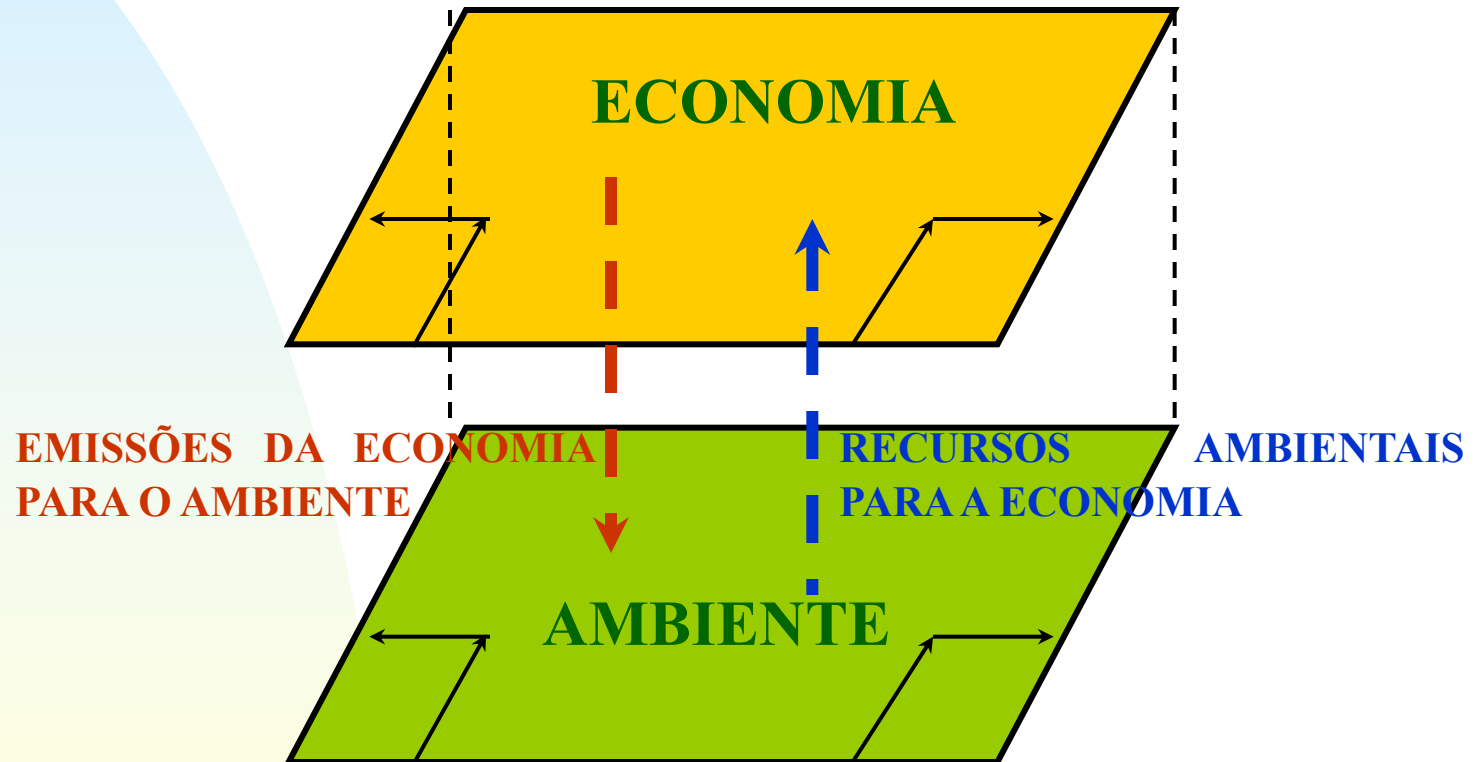 ECONOMIA
EMISSÕES DA ECONOMIA
PARA O AMBIENTE
RECURSOS AMBIENTAIS
PARA A ECONOMIA
AMBIENTE